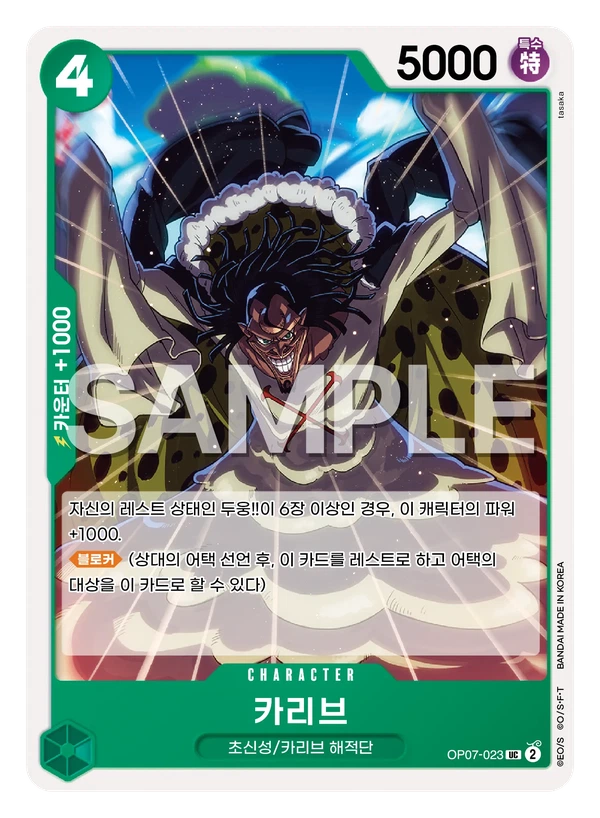 4
5000
특수
特
tasaka
⚡카운터 +1000
SAMPLE
자신의 레스트 상태인 두웅!!이 6장 이상인 경우, 이 캐릭터의 파워
+1000.
블로커 (상대의 어택 선언 후, 이 카드를 레스트로 하고 어택의
대상을 이 카드로 할 수 있다)
CHARACTER
카리브
초신성/카리브 해적단
OP07-023 UC 2
©EO/S ©O/S·F·T BANDAI MADE IN KOREA